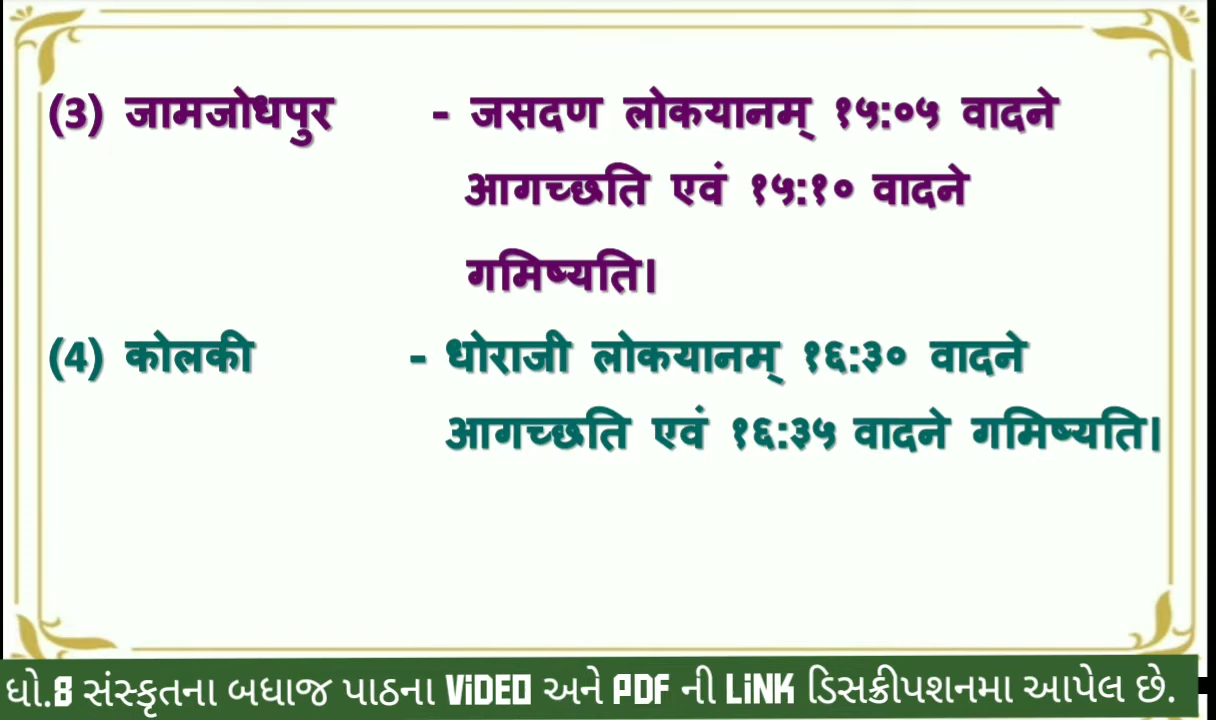 (3) जामजोधपुर - जसदण लोकयानम् १५:०५ वादने
आगच्छति एवं १५:१० वादने
गमिष्यति।
(4) कोलकी - धोराजी लोकयानम् १६:३० वादने
आगच्छति एवं १६:३५ वादने गमिष्यति।
ધો.8 સંસ્કૃતના બધાજ પાઠના ViDEO અને PDF ની LiNK ડિસક્રીપશનમા આપેલ છે.